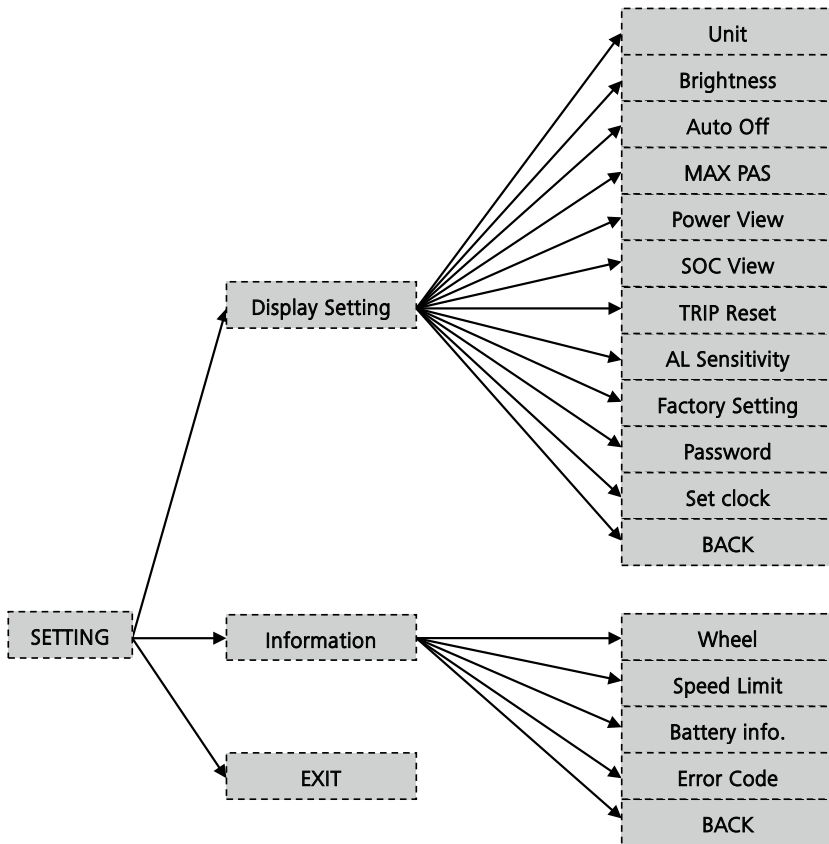 SETTING
Display Setting
Unit
Brightness
Auto Off
MAX PAS
Power View
SOC View
TRIP Reset
AL Sensitivity
Factory Setting
Password
Set clock
BACK
Information
Wheel
Speed Limit
Battery info.
Error Code
BACK
EXIT